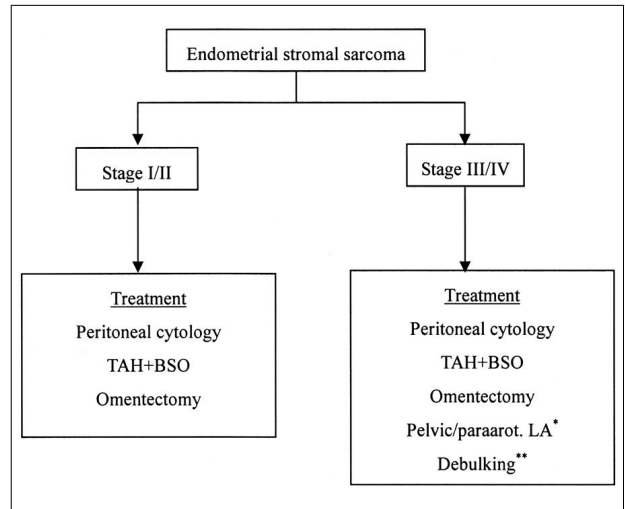 Endometrial stromal sarcoma
Stage I/II
Stage III/IV
Treatment
Peritoneal cytology
TAH+BSO
Omentectomy
Treatment
Peritoneal cytology
TAH+BSO
Omentectomy
Pelvic/paraarot. LA*
Debulking**